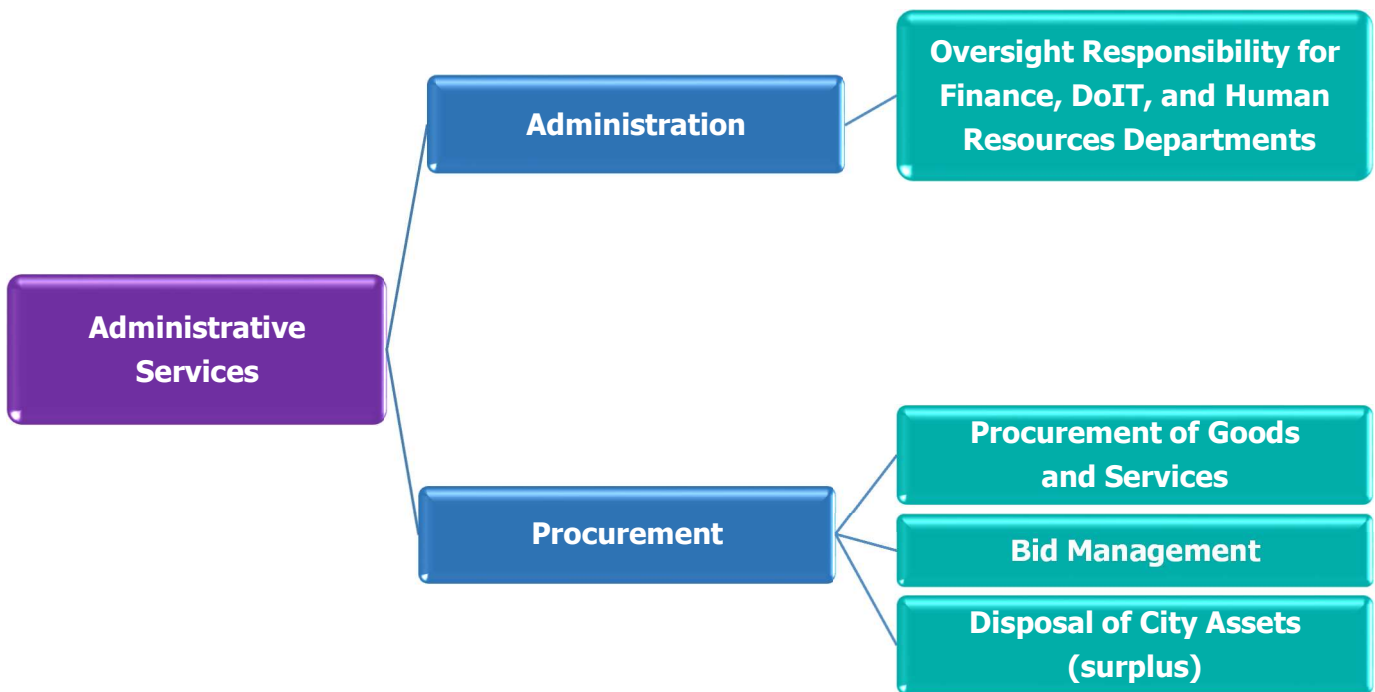 Oversight Responsibility for
Finance, DoIT, and Human
Resources Departments
Administration
Administrative
Services
Procurement of Goods
and Services
Procurement
Bid Management
Disposal of City Assets
(surplus)